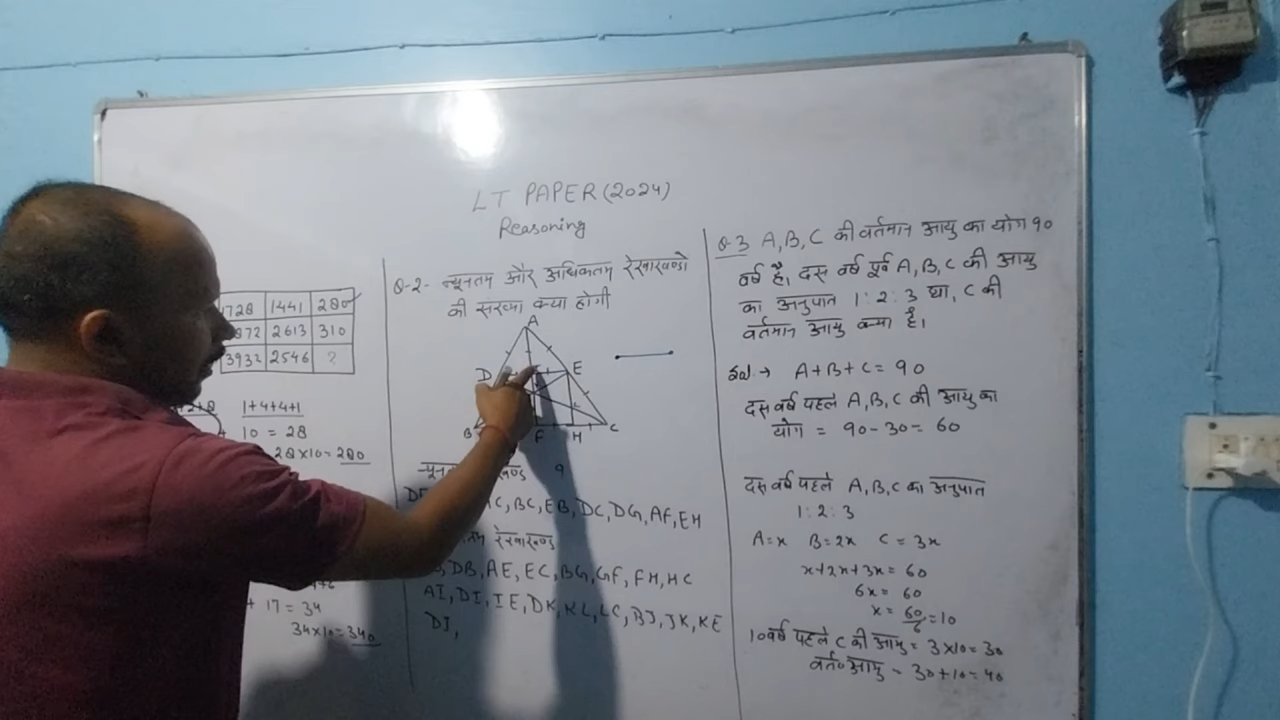 LT PAPER (2024)
Reasoning
1728 1441 280
872 2613 310
3932 2546 ?
1+4+4+1
10 = 28
28×10=280
+ 17 = 34
34×10=340
Q-2- न्यूनतम और अधिकतम रेखाखण्डो
की संख्या क्या होगी
A
D E
B F H C
9
C, BC, EB, DC, DG, AF, EH
रेखाखण्ड
DB, AE, EC, BG, GF, FH, HC
AI, DI, IE, DK, KL, LC, BJ, JK, KE
DJ,
Q.3 A, B, C की वर्तमान आयु का योग 90
वर्ष है। दस वर्ष पूर्व A, B, C की आयु
का अनुपात 1:2:3 था, C की
वर्तमान आयु क्या है।
Sol → A+B+C = 90
दस वर्ष पहले A, B, C की आयु का
योग = 90-30= 60
दस वर्ष पहले A, B, C का अनुपात
1:2:3
A=x B=2x C = 3x
x+2x+3x = 60
6x = 60
x = 60/6 =10
10 वर्ष पहले C की आयु = 3×10= 30
वर्त० आयु = 30+10=40